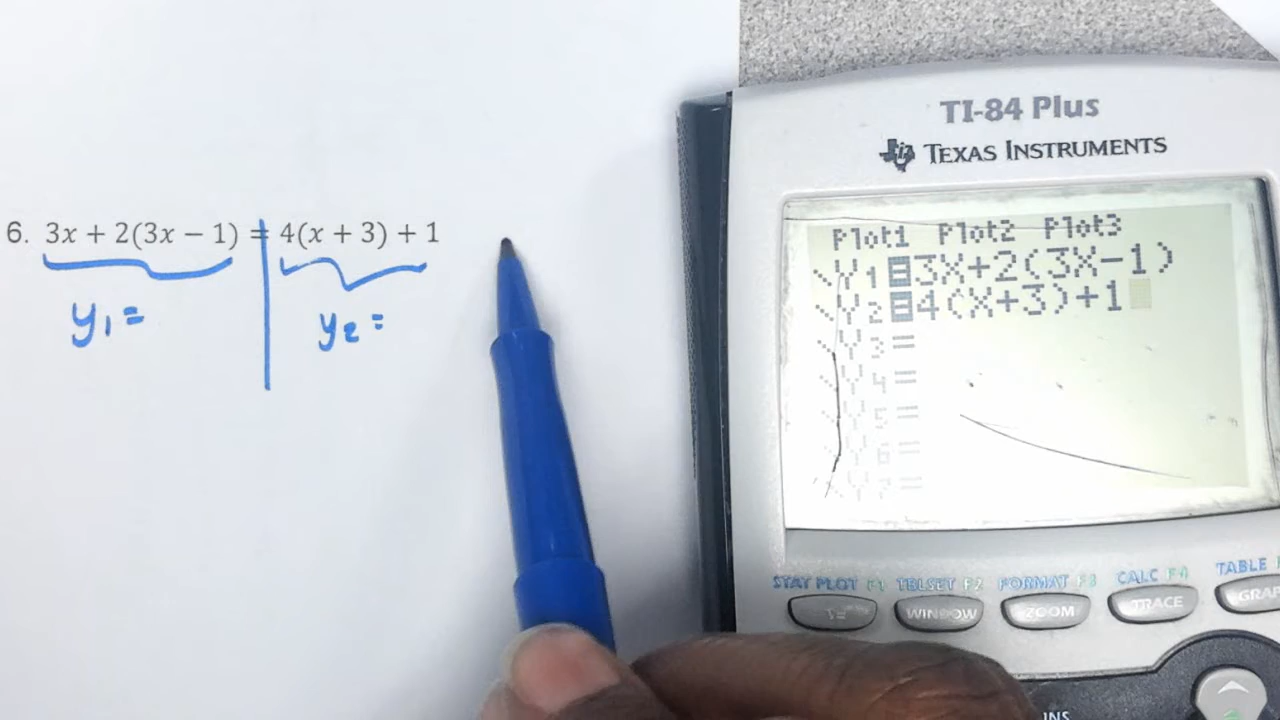 6. 3x + 2(3x − 1) = 4(x + 3) + 1
y₁ =
y₂ =
TI-84 Plus
TEXAS INSTRUMENTS
Plot1 Plot2 Plot3
\Y₁=3X+2(3X-1)
\Y₂=4(X+3)+1
\Y₃=
\Y₄=
\Y₅=
\Y₆=
\Y₇=
STAT PLOT F1 TBLSET F2 FORMAT F3 CALC F4 TABLE
Y= WINDOW ZOOM TRACE GRAP
INS